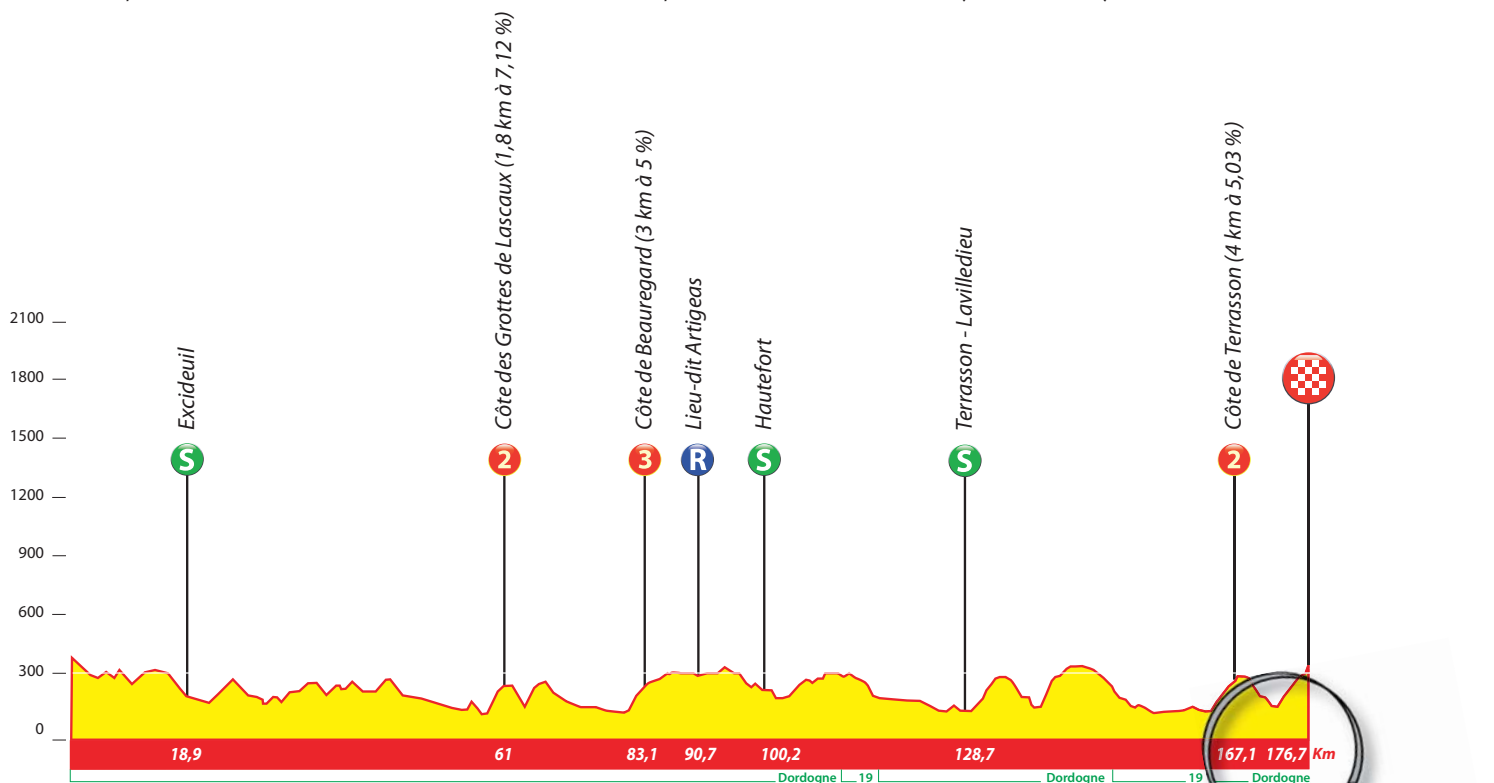 Côte des Grottes de Lascaux (1,8 km à 7,12 %)
Côte de Beauregard (3 km à 5 %)
Côte de Terrasson (4 km à 5,03 %)
Terrasson - Lavilledieu
Lieu-dit Artigeas
Hautefort
Excideuil
2100
1800
1500
1200
900
600
300
0
S 2 3 R S S 2
18,9 61 83,1 90,7 100,2 128,7 167,1 176,7 Km
Dordogne 19 Dordogne 19 Dordogne